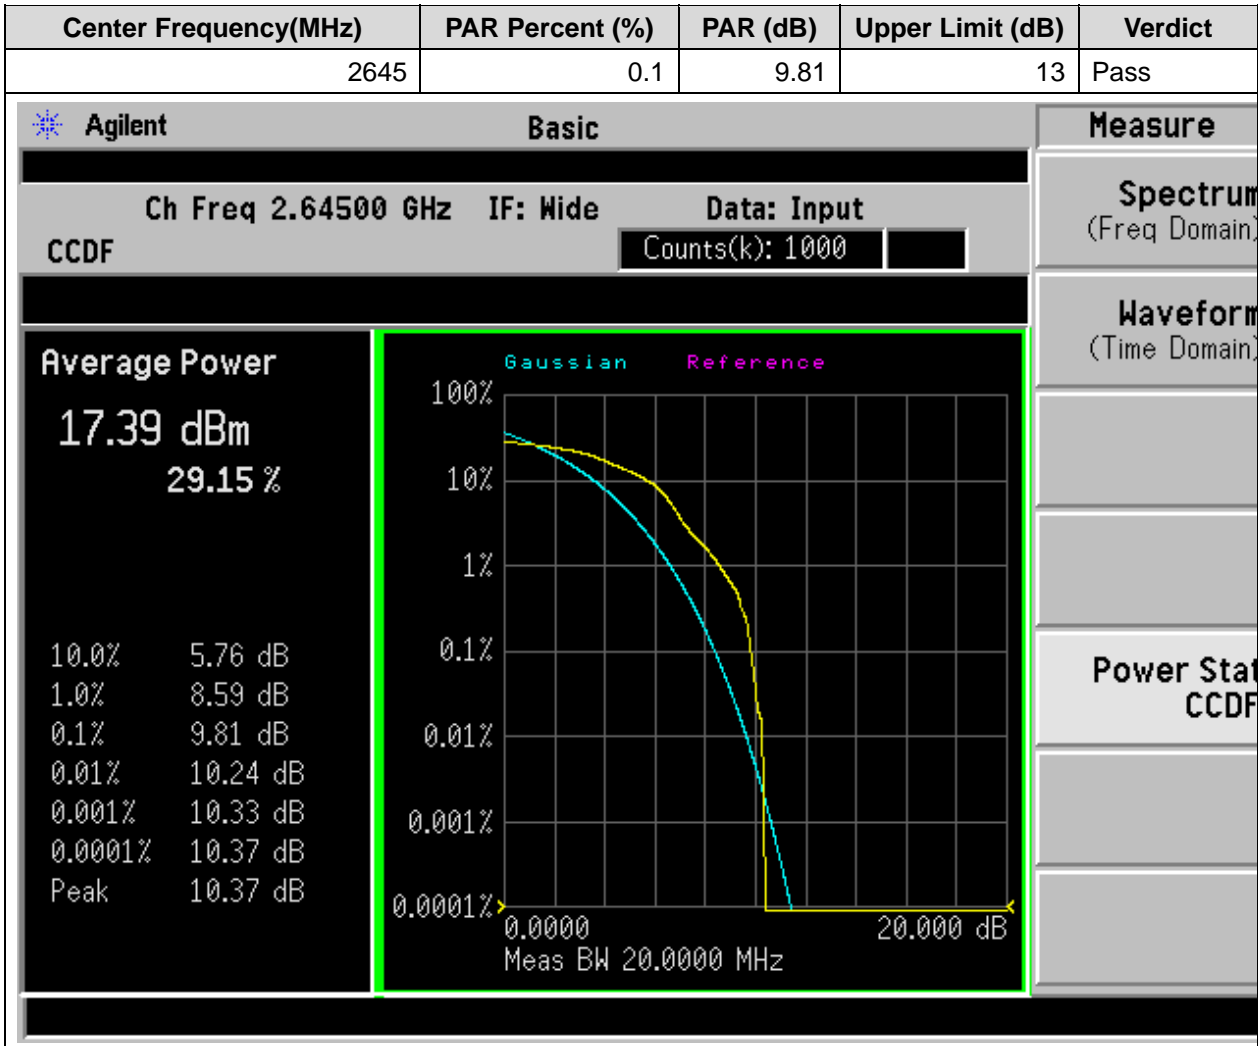 Center Frequency(MHz) PAR Percent (%) PAR (dB) Upper Limit (dB) Verdict
2645 0.1 9.81 13 Pass
Agilent Basic Measure
Ch Freq 2.64500 GHz IF: Wide Data: Input
CCDF Counts(k): 1000
Spectrum
(Freq Domain)
Waveform
(Time Domain)
Power Stat
CCDF
Average Power
17.39 dBm
29.15 %
10.0% 5.76 dB
1.0% 8.59 dB
0.1% 9.81 dB
0.01% 10.24 dB
0.001% 10.33 dB
0.0001% 10.37 dB
Peak 10.37 dB
Gaussian Reference
100%
10%
1%
0.1%
0.01%
0.001%
0.0001%
0.0000 20.000 dB
Meas BW 20.0000 MHz